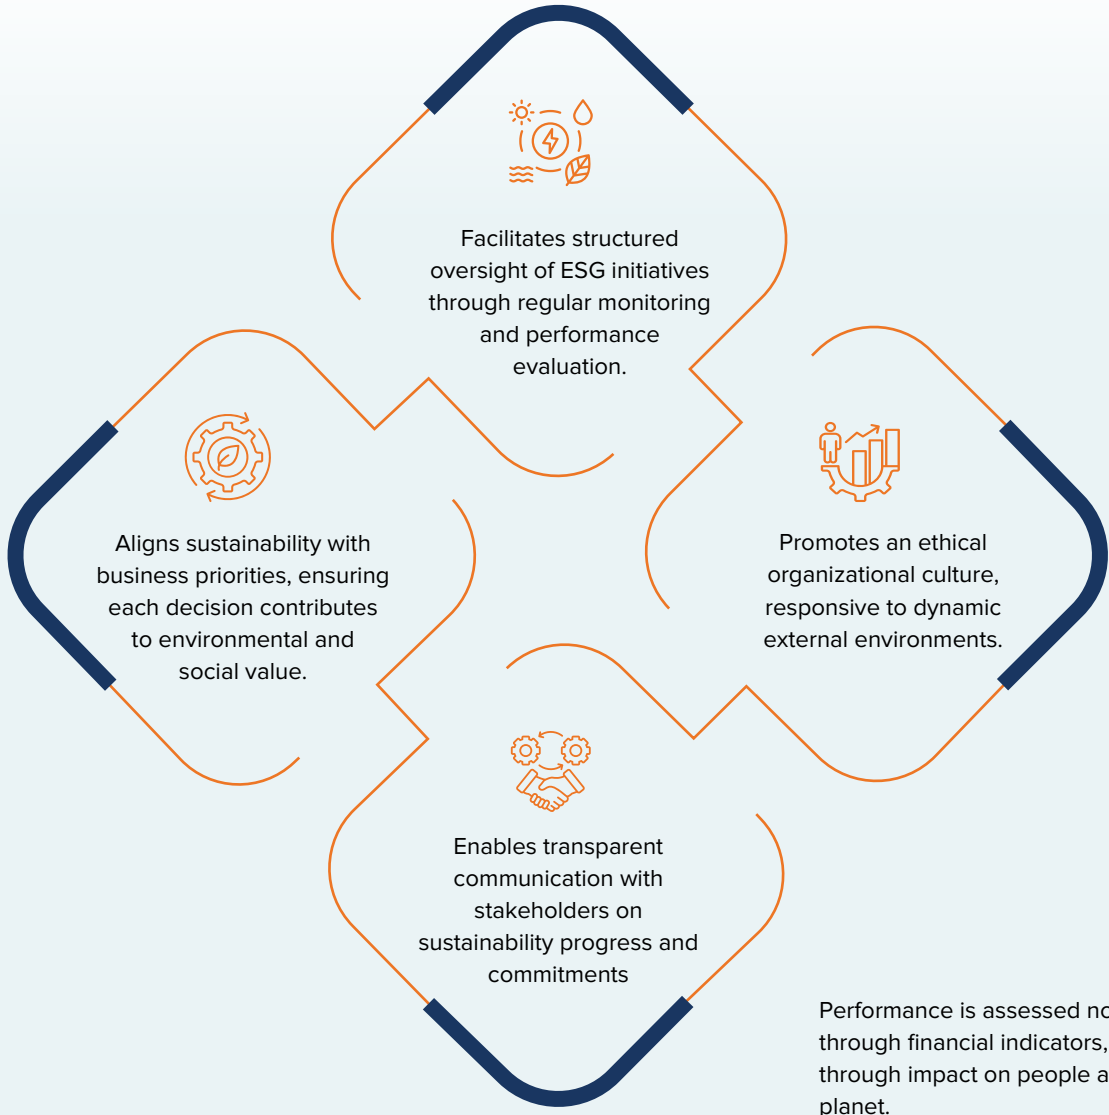 Facilitates structured
oversight of ESG initiatives
through regular monitoring
and performance
evaluation.
Aligns sustainability with
business priorities, ensuring
each decision contributes
to environmental and
social value.
Promotes an ethical
organizational culture,
responsive to dynamic
external environments.
Enables transparent
communication with
stakeholders on
sustainability progress and
commitments
Performance is assessed
through financial indicators,
through impact on people
planet.